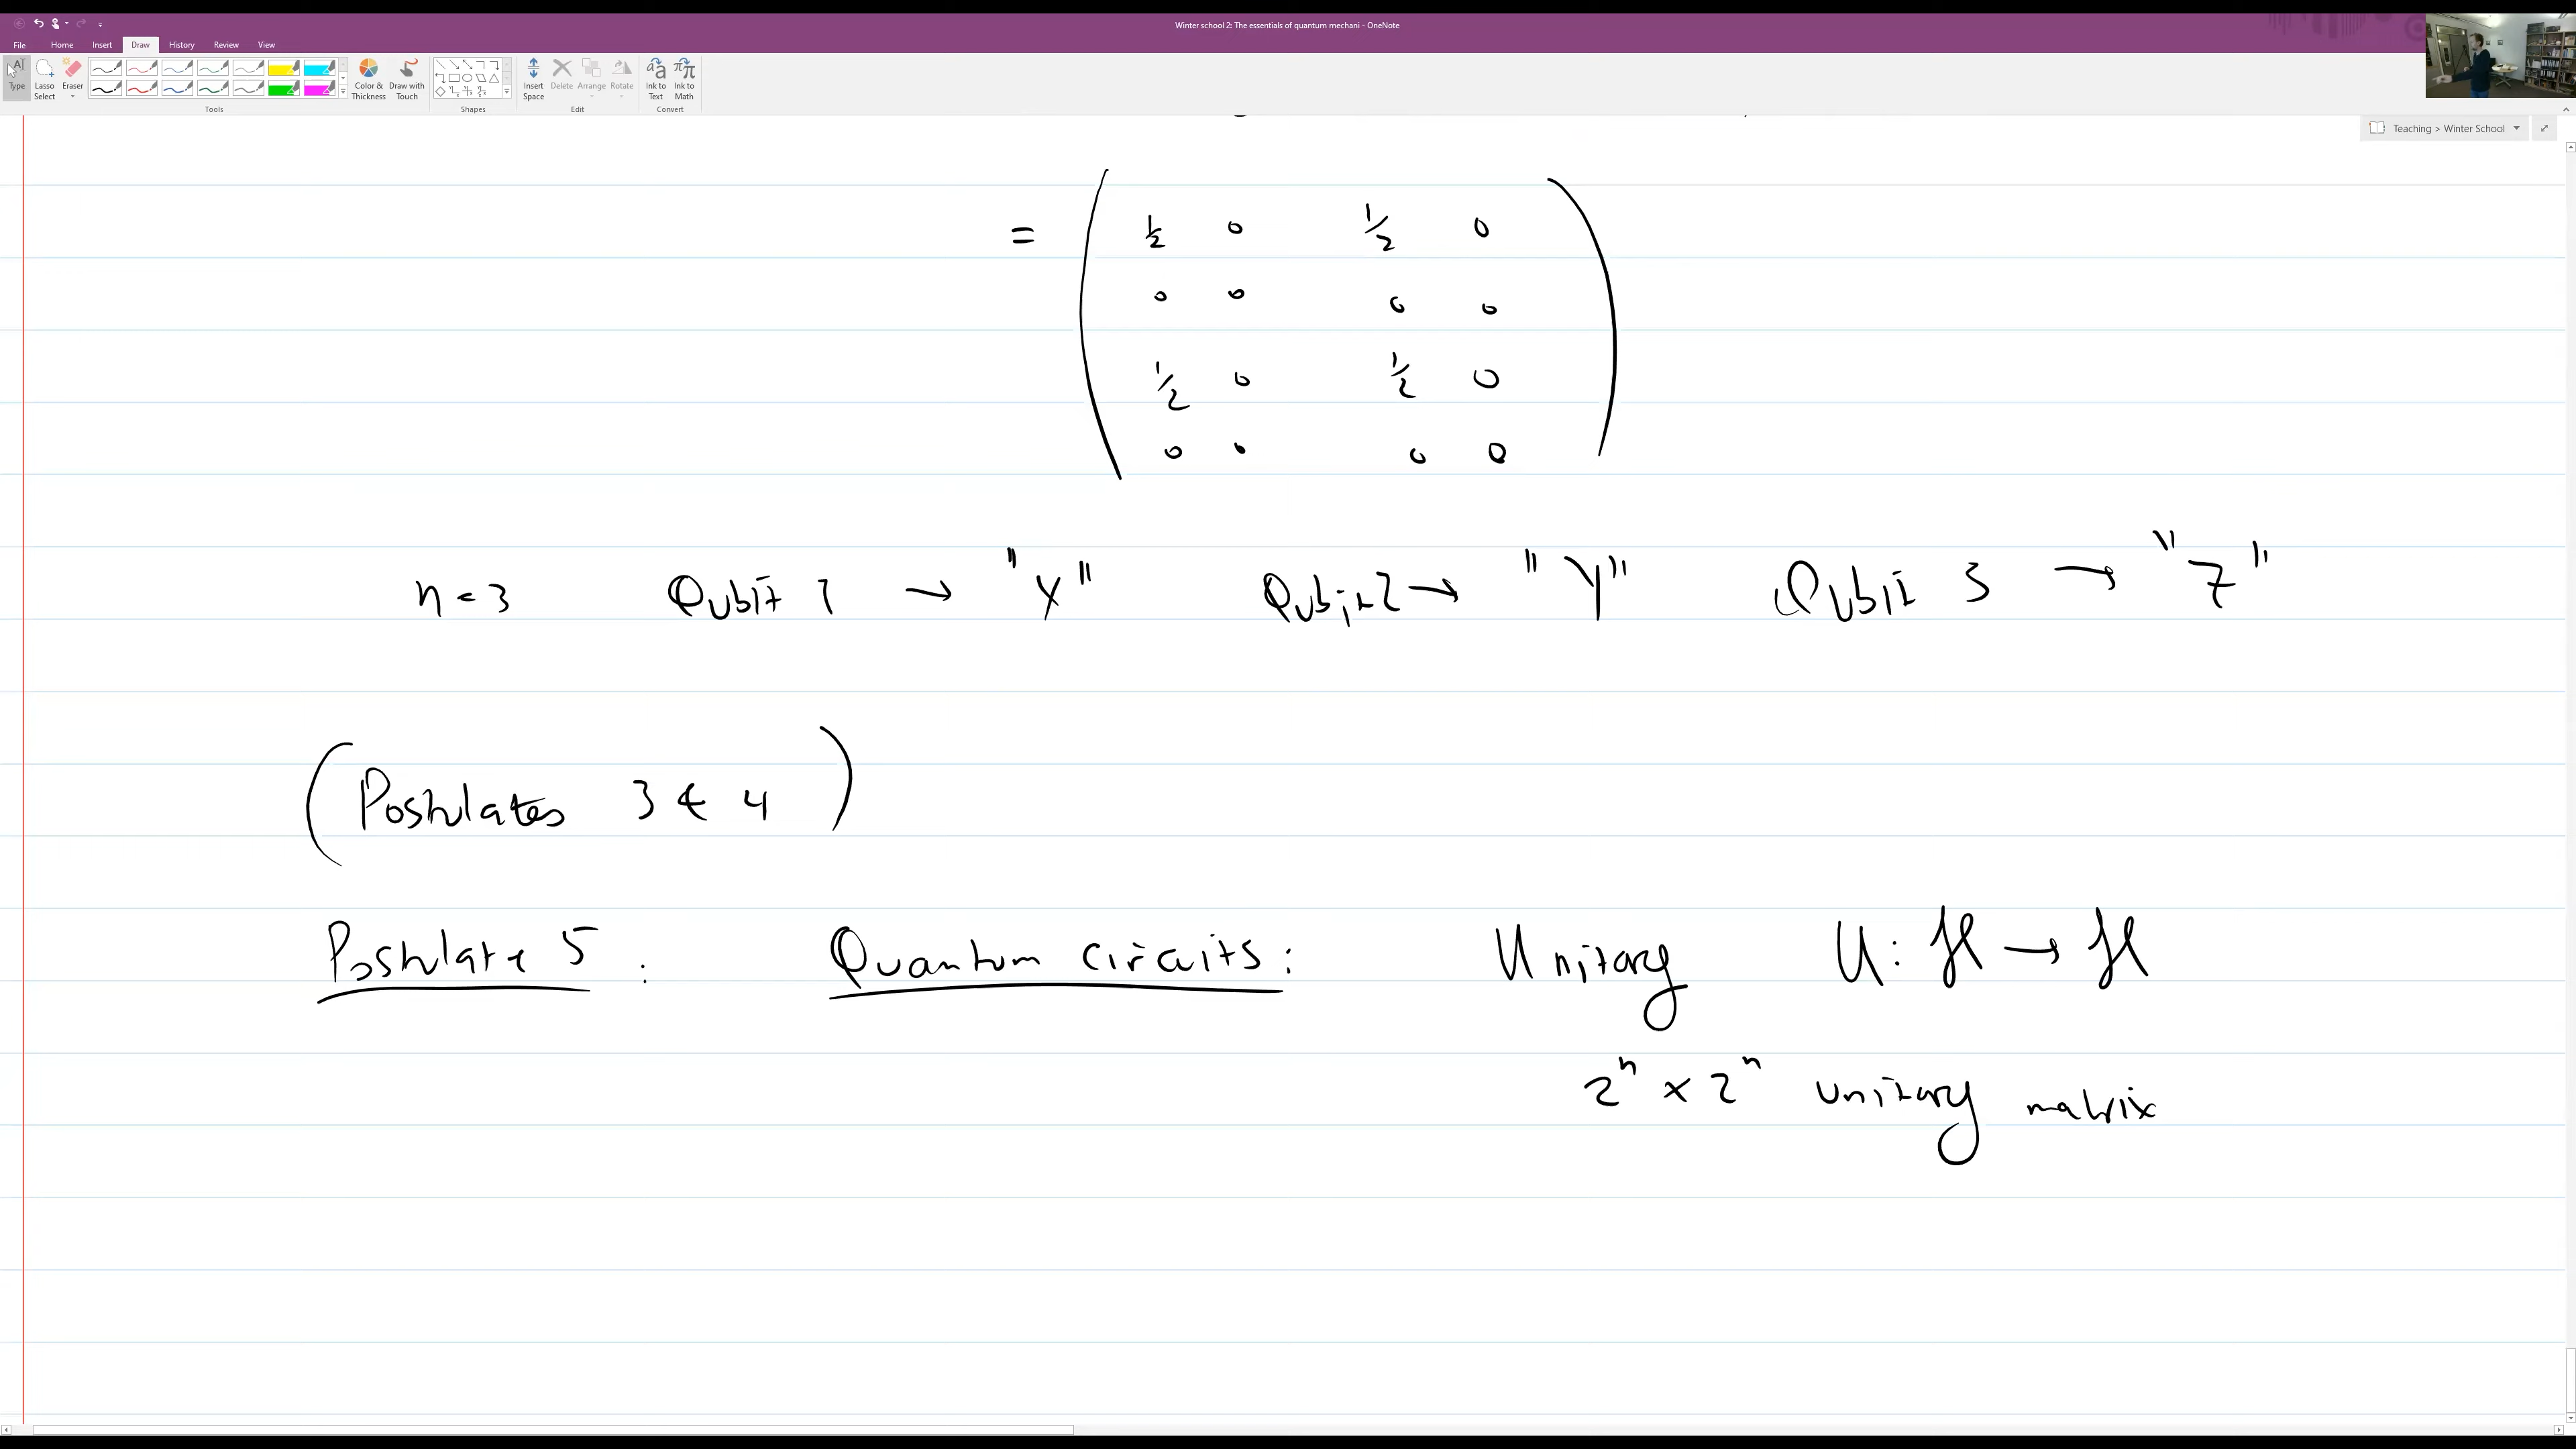 Winter school 2: The essentials of quantum mechani - OneNote
File Home Insert Draw History Review View
Type Lasso Select Eraser Color & Thickness Draw with Touch Insert Space Delete Arrange Rotate Ink to Text Ink to Math
Tools Shapes Edit Convert
Teaching > Winter School
= ( 1/2 0 1/2 0
0 0 0 0
1/2 0 1/2 0
0 0 0 0 )
n=3 Qubit 1 → "X" Qubit 2 → "Y" Qubit 3 → "Z"
(Postulates 3 & 4)
Postulate 5: Quantum circuits: Unitary U: H → H
2^n × 2^n unitary matrix